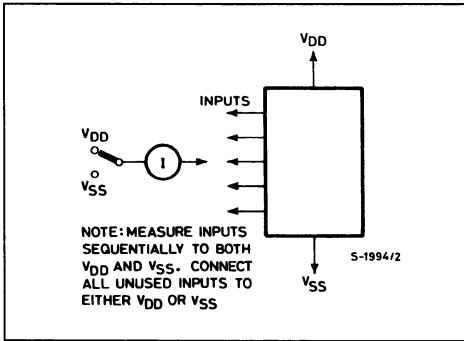 VDD
INPUTS
VDD
I
VSS
NOTE: MEASURE INPUTS
SEQUENTIALLY TO BOTH
VDD AND VSS. CONNECT
ALL UNUSED INPUTS TO
EITHER VDD OR VSS
S-1994/2
VSS